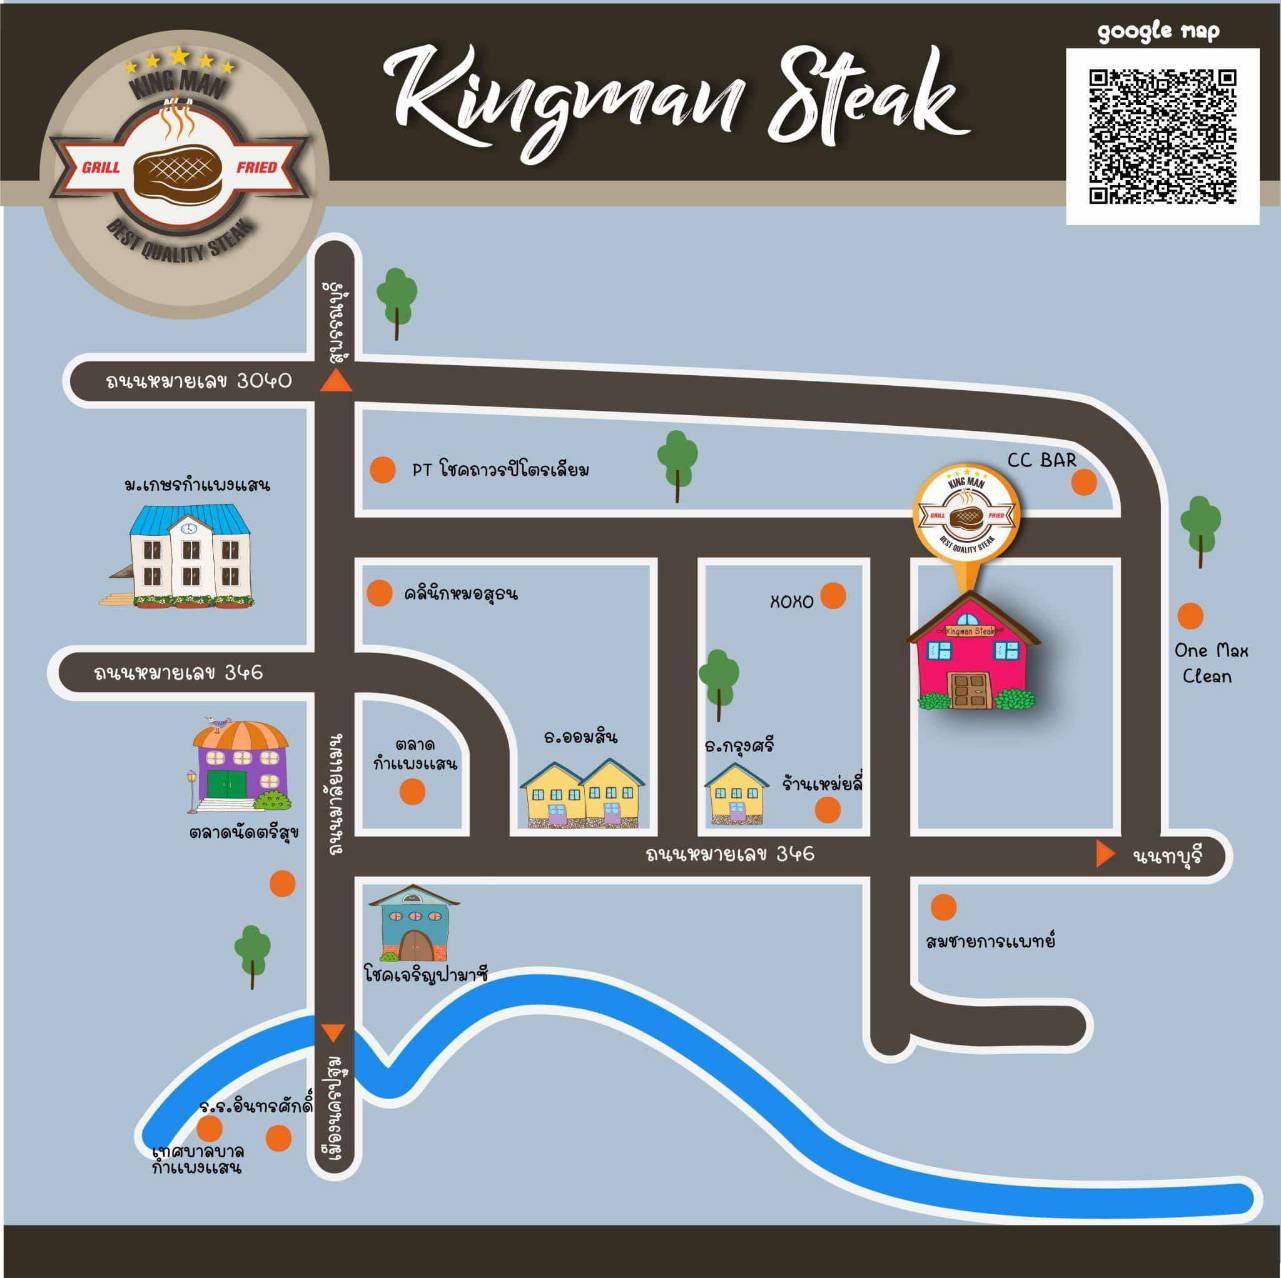 google map
Kingman Steak
KING MAN
GRILL FRIED
BEST QUALITY STEAK
สุพรรณบุรี
ถนนหมายเลข 3040
PT โชคถาวรปิโตรเลียม
CC BAR
ม.เกษรกำแพงแสน
KING MAN
GRILL FRIED
BEST QUALITY STEAK
คลินิกหมอสุธน
XOXO
Kingman Steak
One Max
Clean
ถนนหมายเลข 346
ตลาด
กำแพงแสน
ธ.ออมสิน
ธ.กรุงศรี
ร้านเหม่ยลี่
ถนนมาลัยแมน
ตลาดนัดตรีสุข
ถนนหมายเลข 346
นนทบุรี
สมชายการแพทย์
โชคเจริญฟามาซี
เมืองนครปฐม
ร.ร.อินทรศักดิ์
เทศบาลบาล
กำแพงแสน